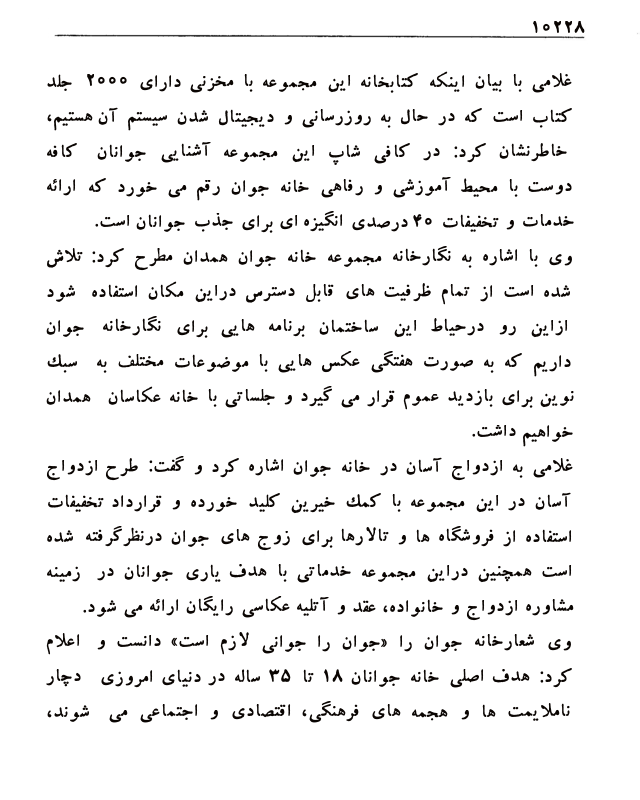 ۱۰۲۲۸
غلامی با بیان اینکه کتابخانه این مجموعه با مخزنی دارای ۲۰۰۰ جلد
کتاب است که در حال به روزرسانی و دیجیتال شدن سیستم آن هستیم،
خاطرنشان کرد: در کافی شاپ این مجموعه آشنایی جوانان کافه
دوست با محیط آموزشی و رفاهی خانه جوان رقم می خورد که ارائه
خدمات و تخفیفات ۴۰ درصدی انگیزه ای برای جذب جوانان است.
وی با اشاره به نگارخانه مجموعه خانه جوان همدان مطرح کرد: تلاش
شده است از تمام ظرفیت های قابل دسترس دراین مکان استفاده شود
ازاین رو درحیاط این ساختمان برنامه هایی برای نگارخانه جوان
داریم که به صورت هفتگی عکس هایی با موضوعات مختلف به سبك
نوین برای بازدید عموم قرار می گیرد و جلساتی با خانه عکاسان همدان
خواهیم داشت.
غلامی به ازدواج آسان در خانه جوان اشاره کرد و گفت: طرح ازدواج
آسان در این مجموعه با کمك خیرین کلید خورده و قرارداد تخفیفات
استفاده از فروشگاه ها و تالارها برای زوج های جوان درنظرگرفته شده
است همچنین دراین مجموعه خدماتی با هدف یاری جوانان در زمینه
مشاوره ازدواج و خانواده، عقد و آتلیه عکاسی رایگان ارائه می شود.
وی شعارخانه جوان را «جوان را جوانی لازم است» دانست و اعلام
کرد: هدف اصلی خانه جوانان ۱۸ تا ۳۵ ساله در دنیای امروزی دچار
ناملایمت ها و هجمه های فرهنگی، اقتصادی و اجتماعی می شوند،